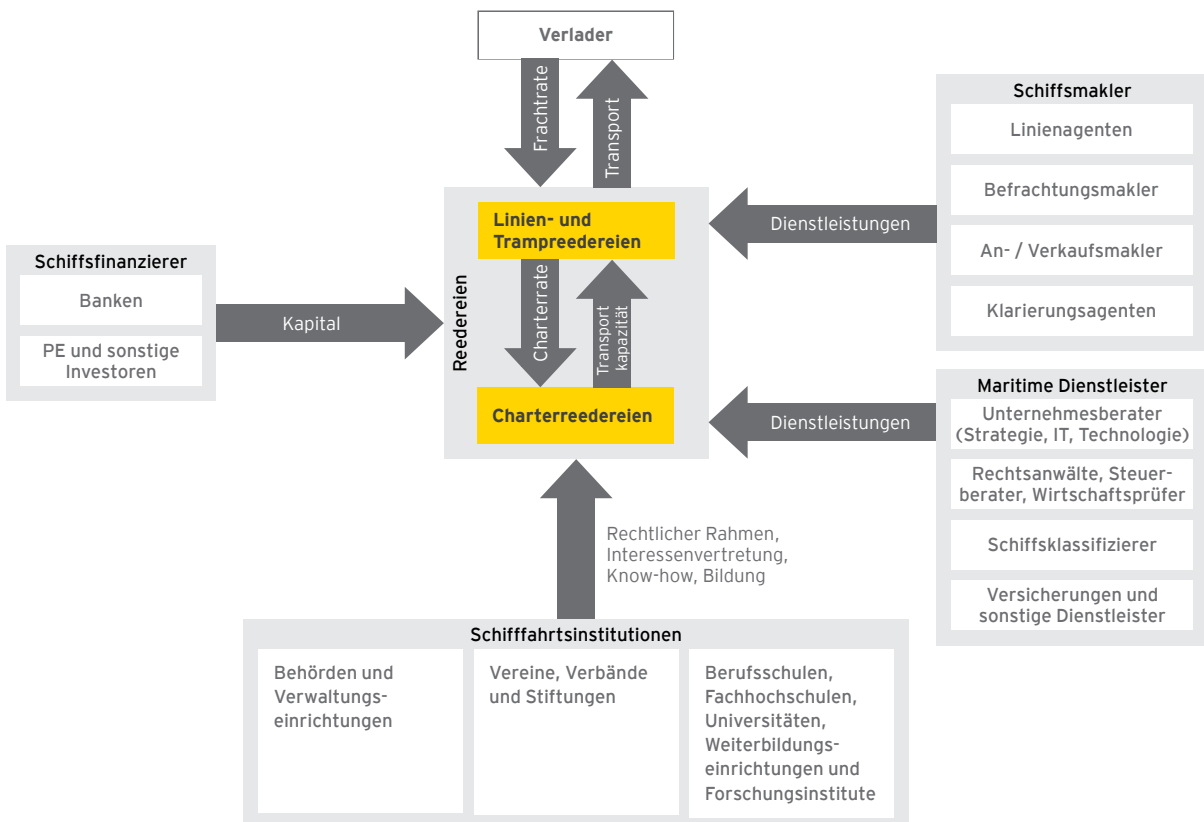 Verlader
Frachtrate
Transport
Schiffsmakler
Linienagenten
Befrachtungsmakler
An- / Verkaufsmakler
Klarierungsagenten
Dienstleistungen
Reedereien
Linien- und
Trampreedereien
Charterrate
Transport
kapazität
Charterreedereien
Schiffsfinanzierer
Banken
PE und sonstige
Investoren
Kapital
Maritime Dienstleister
Unternehmesberater
(Strategie, IT, Technologie)
Rechtsanwälte, Steuer-
berater, Wirtschaftsprüfer
Schiffsklassifizierer
Versicherungen und
sonstige Dienstleister
Dienstleistungen
Rechtlicher Rahmen,
Interessenvertretung,
Know-how, Bildung
Schifffahrtsinstitutionen
Behörden und
Verwaltungs-
einrichtungen
Vereine, Verbände
und Stiftungen
Berufsschulen,
Fachhochschulen,
Universitäten,
Weiterbildungs-
einrichtungen und
Forschungsinstitute